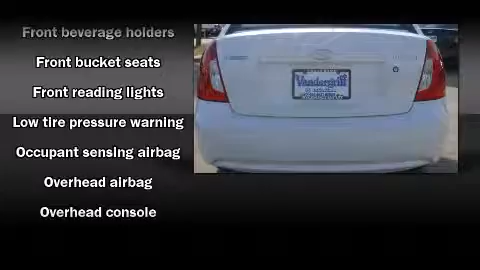 Front beverage holders
Front bucket seats
Front reading lights
Low tire pressure warning
Occupant sensing airbag
Overhead airbag
Overhead console
Vandergriff